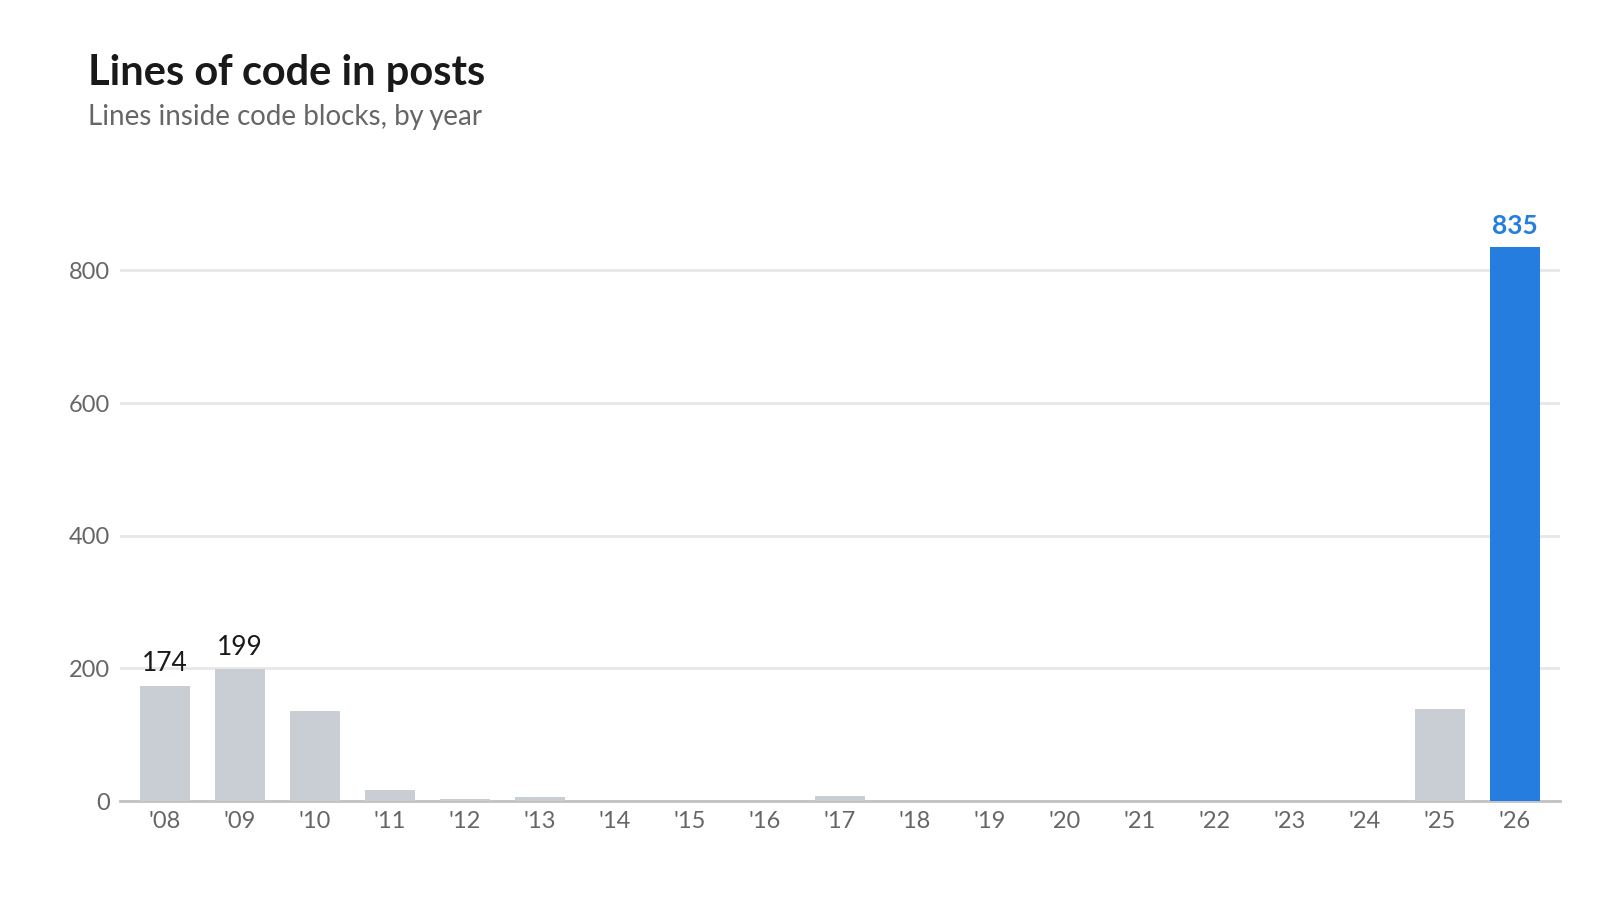 Lines of code in posts
Lines inside code blocks, by year
835
800
600
400
199
174
200
0
'08 '09 '10 '11 '12 '13 '14 '15 '16 '17 '18 '19 '20 '21 '22 '23 '24 '25 '26